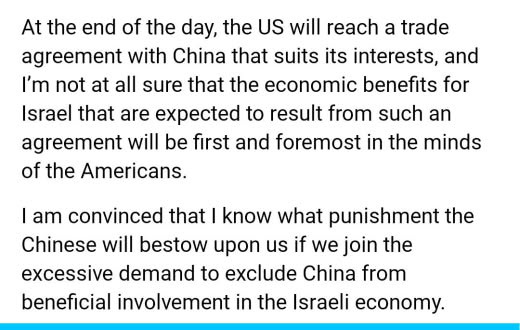 At the end of the day, the US will reach a trade
agreement with China that suits its interests, and
I’m not at all sure that the economic benefits for
Israel that are expected to result from such an
agreement will be first and foremost in the minds
of the Americans.
I am convinced that I know what punishment the
Chinese will bestow upon us if we join the
excessive demand to exclude China from
beneficial involvement in the Israeli economy.